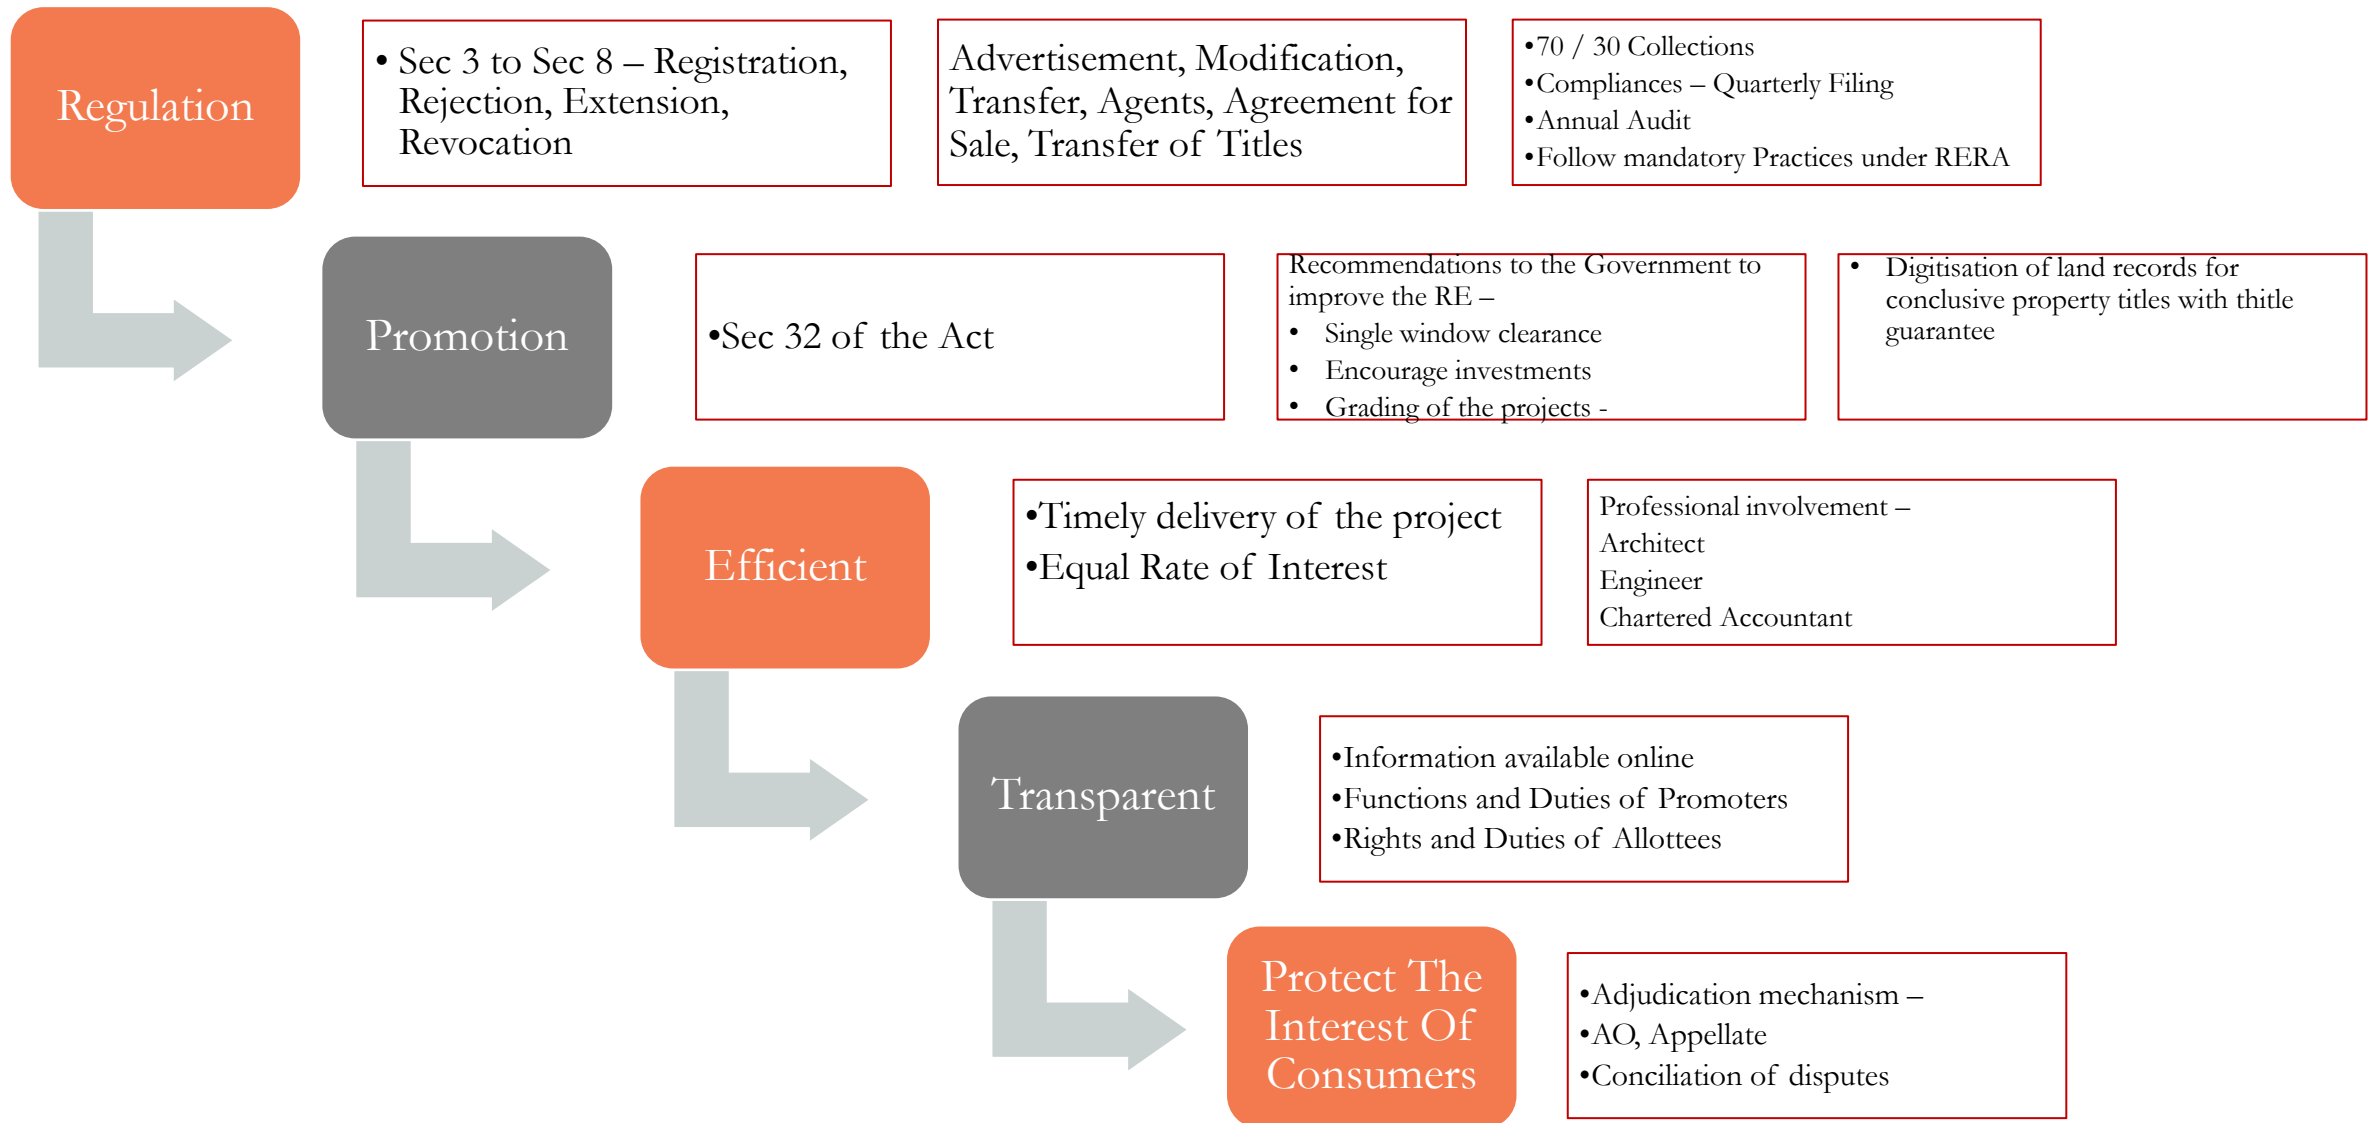 Regulation
• Sec 3 to Sec 8 – Registration,
Rejection, Extension,
Revocation
Advertisement, Modification,
Transfer, Agents, Agreement for
Sale, Transfer of Titles
•70 / 30 Collections
•Compliances – Quarterly Filing
•Annual Audit
•Follow mandatory Practices under RERA
Promotion
•Sec 32 of the Act
Recommendations to the Government to
improve the RE –
• Single window clearance
• Encourage investments
• Grading of the projects -
• Digitisation of land records for
conclusive property titles with thitle
guarantee
Efficient
•Timely delivery of the project
•Equal Rate of Interest
Professional involvement –
Architect
Engineer
Chartered Accountant
Transparent
•Information available online
•Functions and Duties of Promoters
•Rights and Duties of Allottees
Protect The
Interest Of
Consumers
•Adjudication mechanism –
•AO, Appellate
•Conciliation of disputes